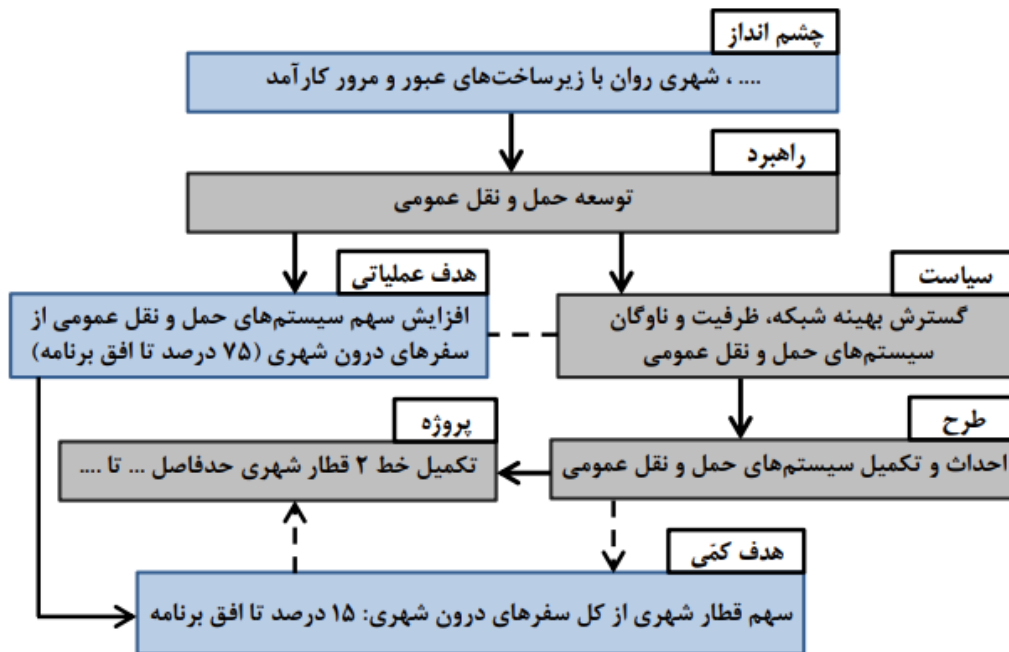 چشم انداز
.... ، شهری روان با زیرساخت‌های عبور و مرور کارآمد
راهبرد
توسعه حمل و نقل عمومی
سیاست
گسترش بهینه شبکه، ظرفیت و ناوگان
سیستم‌های حمل و نقل عمومی
هدف عملیاتی
افزایش سهم سیستم‌های حمل و نقل عمومی از
سفرهای درون شهری (۷۵ درصد تا افق برنامه)
طرح
احداث و تکمیل سیستم‌های حمل و نقل عمومی
پروژه
تکمیل خط ۲ قطار شهری حدفاصل ... تا ....
هدف کمّی
سهم قطار شهری از کل سفرهای درون شهری: ۱۵ درصد تا افق برنامه